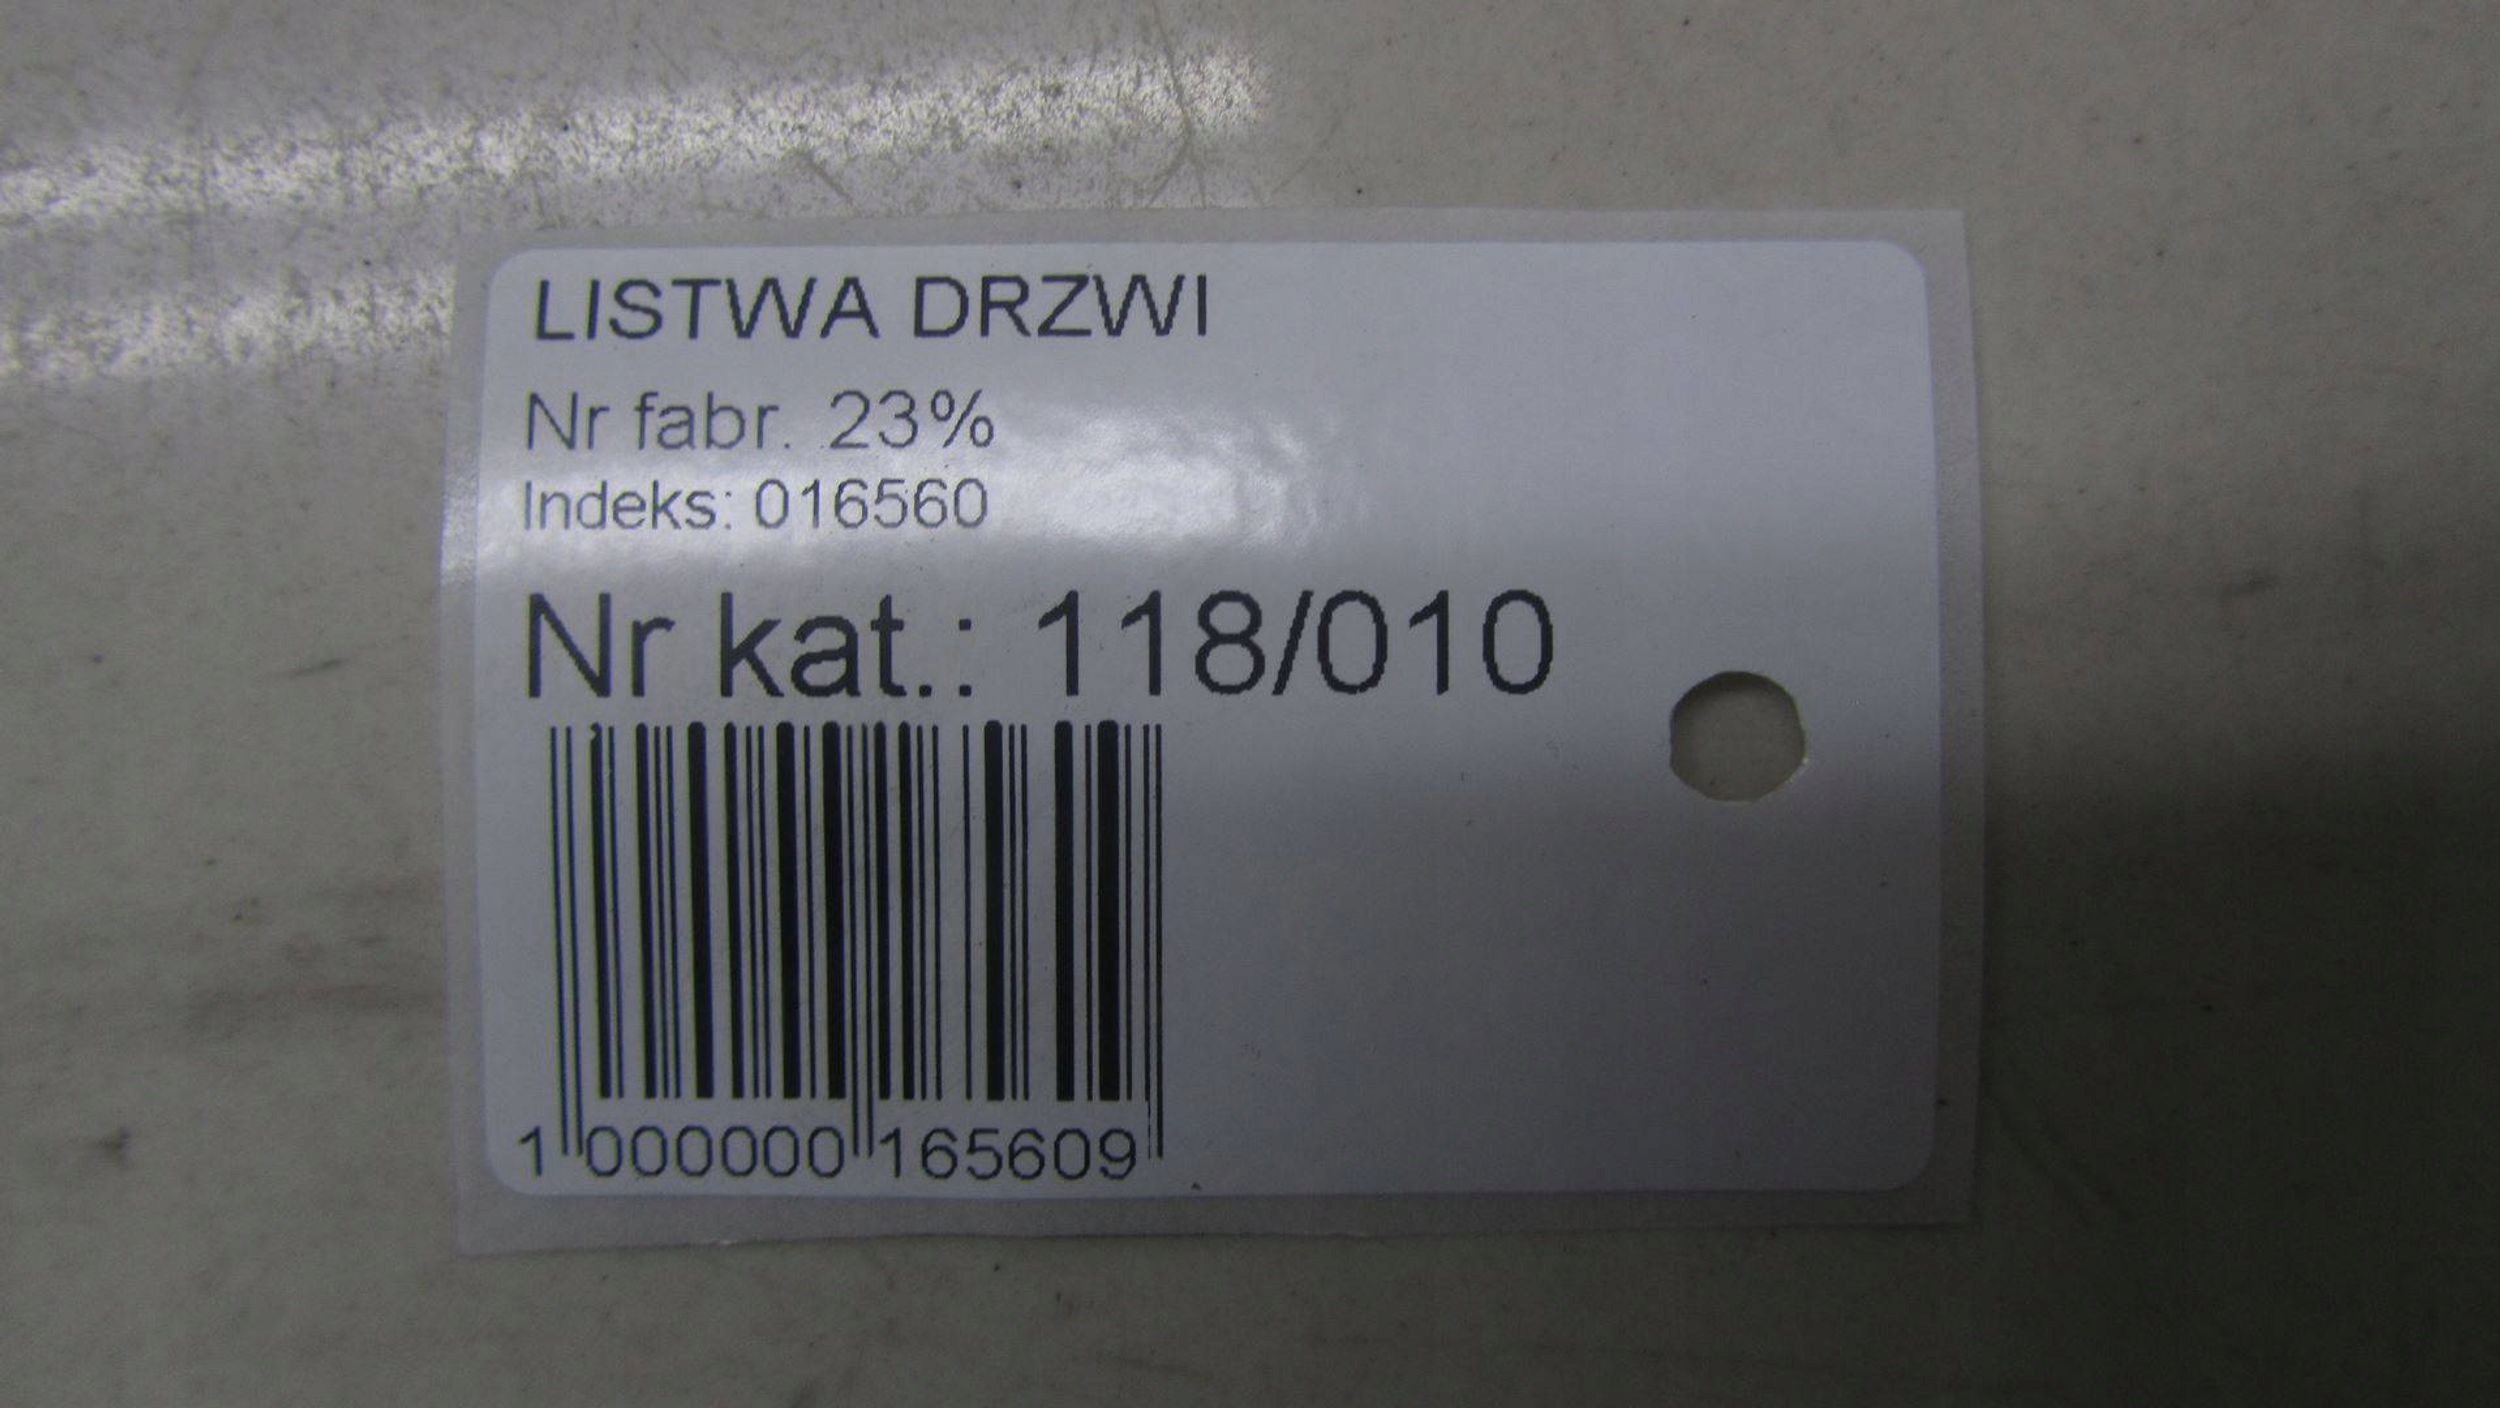 LISTWA DRZWI
Nr fabr. 23%
Indeks: 016560
Nr kat.: 118/010
1 000000 165609